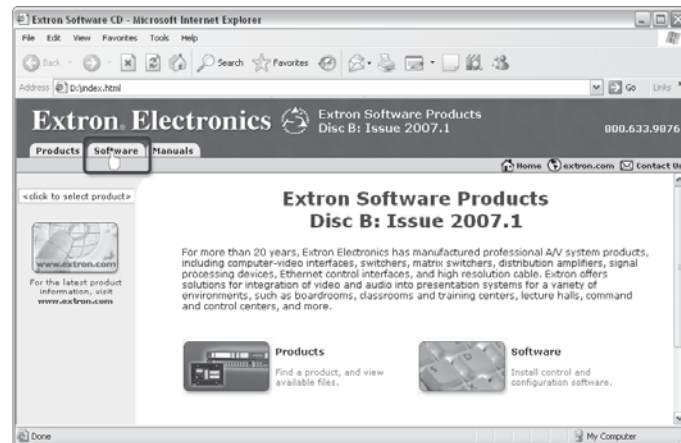 Extron Software CD - Microsoft Internet Explorer
File Edit View Favorites Tools Help
Back Search Favorites
Address D:\index.html Go Links
Extron Electronics
Extron Software Products
Disc B: Issue 2007.1
800.633.9876
Products Software Manuals
Home extron.com Contact Us
<click to select product>
www.extron.com
For the latest product
information, visit
www.extron.com
Extron Software Products
Disc B: Issue 2007.1
For more than 20 years, Extron Electronics has manufactured professional A/V system products,
including computer-video interfaces, switchers, matrix switchers, distribution amplifiers, signal
processing devices, Ethernet control interfaces, and high resolution cable. Extron offers
solutions for integration of video and audio into presentation systems for a variety of
environments, such as boardrooms, classrooms and training centers, lecture halls, command
and control centers, and more.
Products
Find a product, and view
available files.
Software
Install control and
configuration software.
Done
My Computer